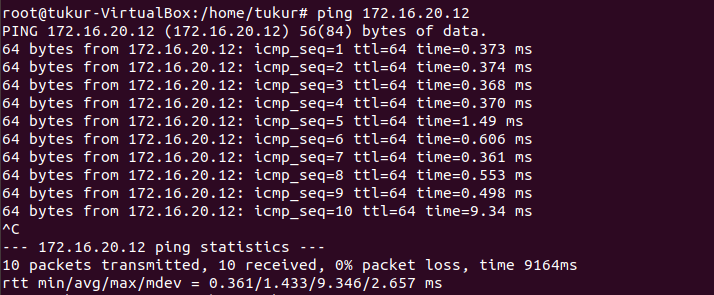 root@tukur-VirtualBox:/home/tukur# ping 172.16.20.12
PING 172.16.20.12 (172.16.20.12) 56(84) bytes of data.
64 bytes from 172.16.20.12: icmp_seq=1 ttl=64 time=0.373 ms
64 bytes from 172.16.20.12: icmp_seq=2 ttl=64 time=0.374 ms
64 bytes from 172.16.20.12: icmp_seq=3 ttl=64 time=0.368 ms
64 bytes from 172.16.20.12: icmp_seq=4 ttl=64 time=0.370 ms
64 bytes from 172.16.20.12: icmp_seq=5 ttl=64 time=1.49 ms
64 bytes from 172.16.20.12: icmp_seq=6 ttl=64 time=0.606 ms
64 bytes from 172.16.20.12: icmp_seq=7 ttl=64 time=0.361 ms
64 bytes from 172.16.20.12: icmp_seq=8 ttl=64 time=0.553 ms
64 bytes from 172.16.20.12: icmp_seq=9 ttl=64 time=0.498 ms
64 bytes from 172.16.20.12: icmp_seq=10 ttl=64 time=9.34 ms
^C
--- 172.16.20.12 ping statistics ---
10 packets transmitted, 10 received, 0% packet loss, time 9164ms
rtt min/avg/max/mdev = 0.361/1.433/9.346/2.657 ms